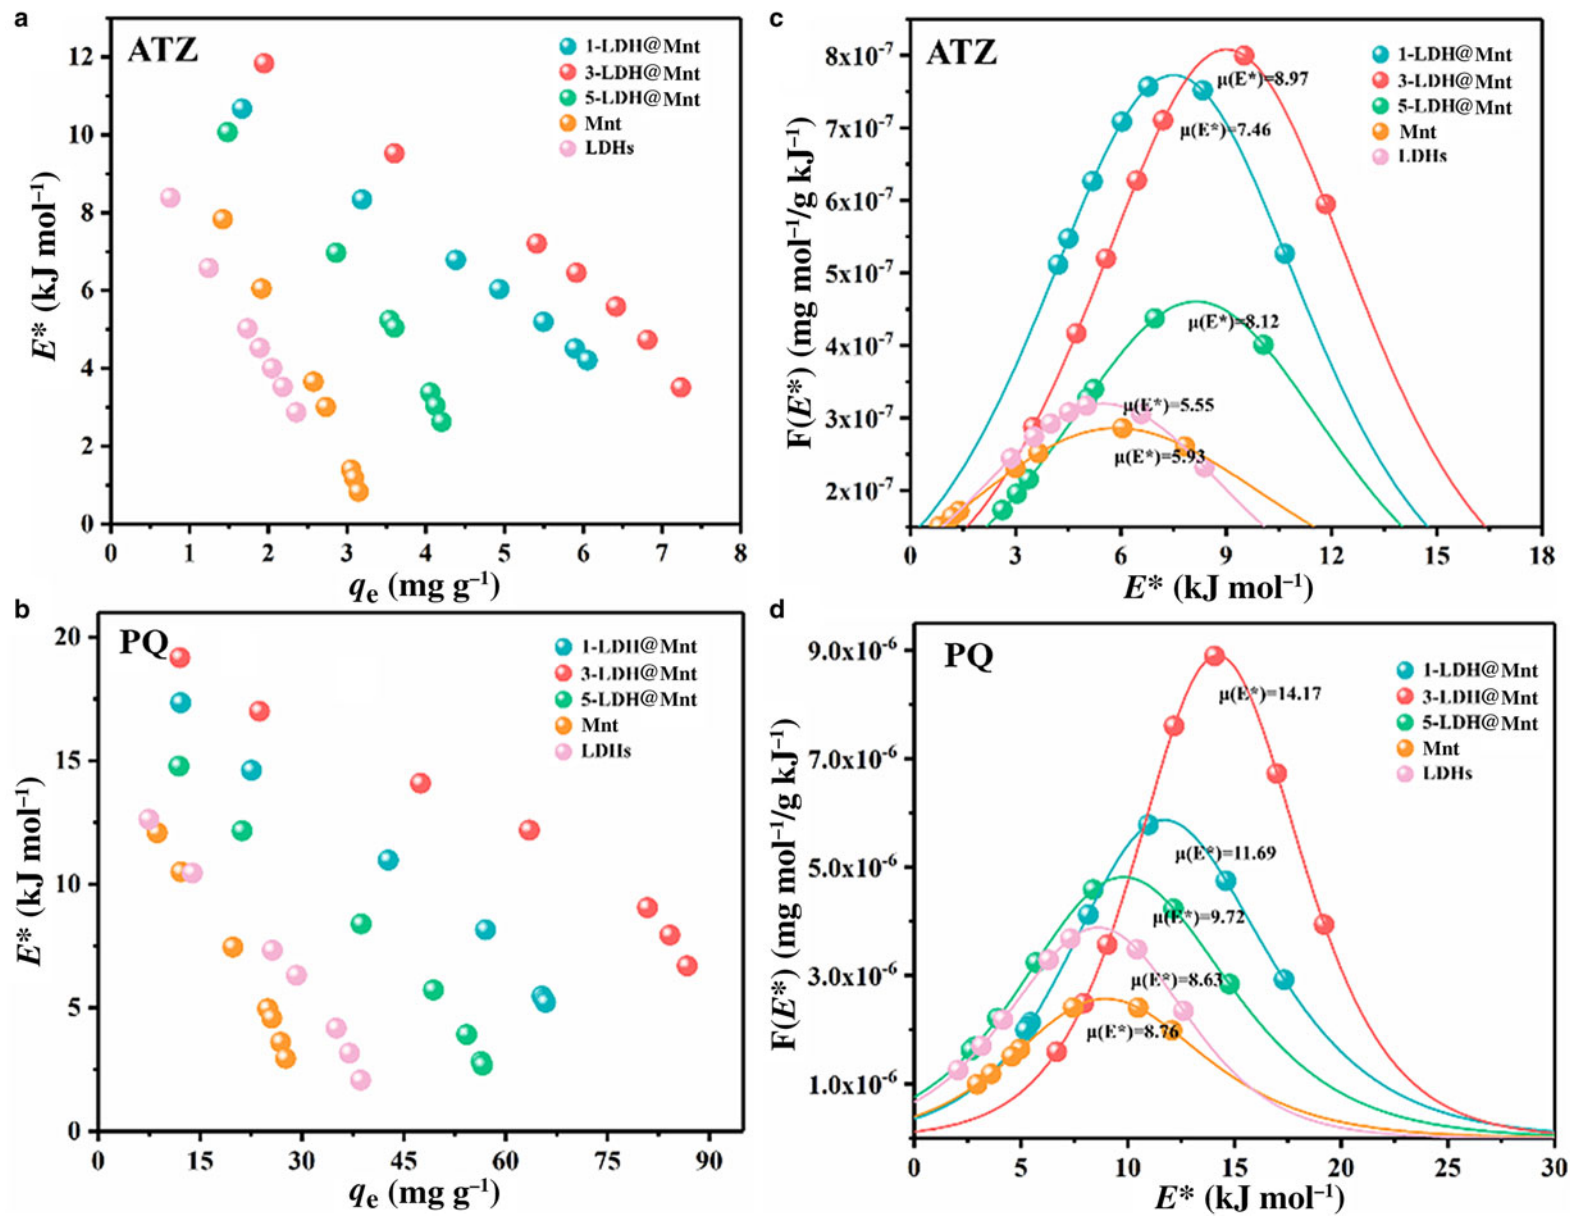 a
ATZ
1-LDH@Mnt
3-LDH@Mnt
5-LDH@Mnt
Mnt
LDHs
12
10
8
6
4
2
0
E* (kJ mol⁻¹)
0 1 2 3 4 5 6 7 8
qe (mg g⁻¹)
c
ATZ
1-LDH@Mnt
3-LDH@Mnt
5-LDH@Mnt
Mnt
LDHs
8x10⁻⁷
7x10⁻⁷
6x10⁻⁷
5x10⁻⁷
4x10⁻⁷
3x10⁻⁷
2x10⁻⁷
F(E*) (mg mol⁻¹/g kJ⁻¹)
μ(E*)=8.97
μ(E*)=7.46
μ(E*)=8.12
μ(E*)=5.55
μ(E*)=5.93
0 3 6 9 12 15 18
E* (kJ mol⁻¹)
b
PQ
1-LDH@Mnt
3-LDH@Mnt
5-LDH@Mnt
Mnt
LDHs
20
15
10
5
0
E* (kJ mol⁻¹)
0 15 30 45 60 75 90
qe (mg g⁻¹)
d
PQ
1-LDH@Mnt
3-LDH@Mnt
5-LDH@Mnt
Mnt
LDHs
9.0x10⁻⁶
7.0x10⁻⁶
5.0x10⁻⁶
3.0x10⁻⁶
1.0x10⁻⁶
F(E*) (mg mol⁻¹/g kJ⁻¹)
μ(E*)=14.17
μ(E*)=11.69
μ(E*)=9.72
μ(E*)=8.63
μ(E*)=8.76
0 5 10 15 20 25 30
E* (kJ mol⁻¹)